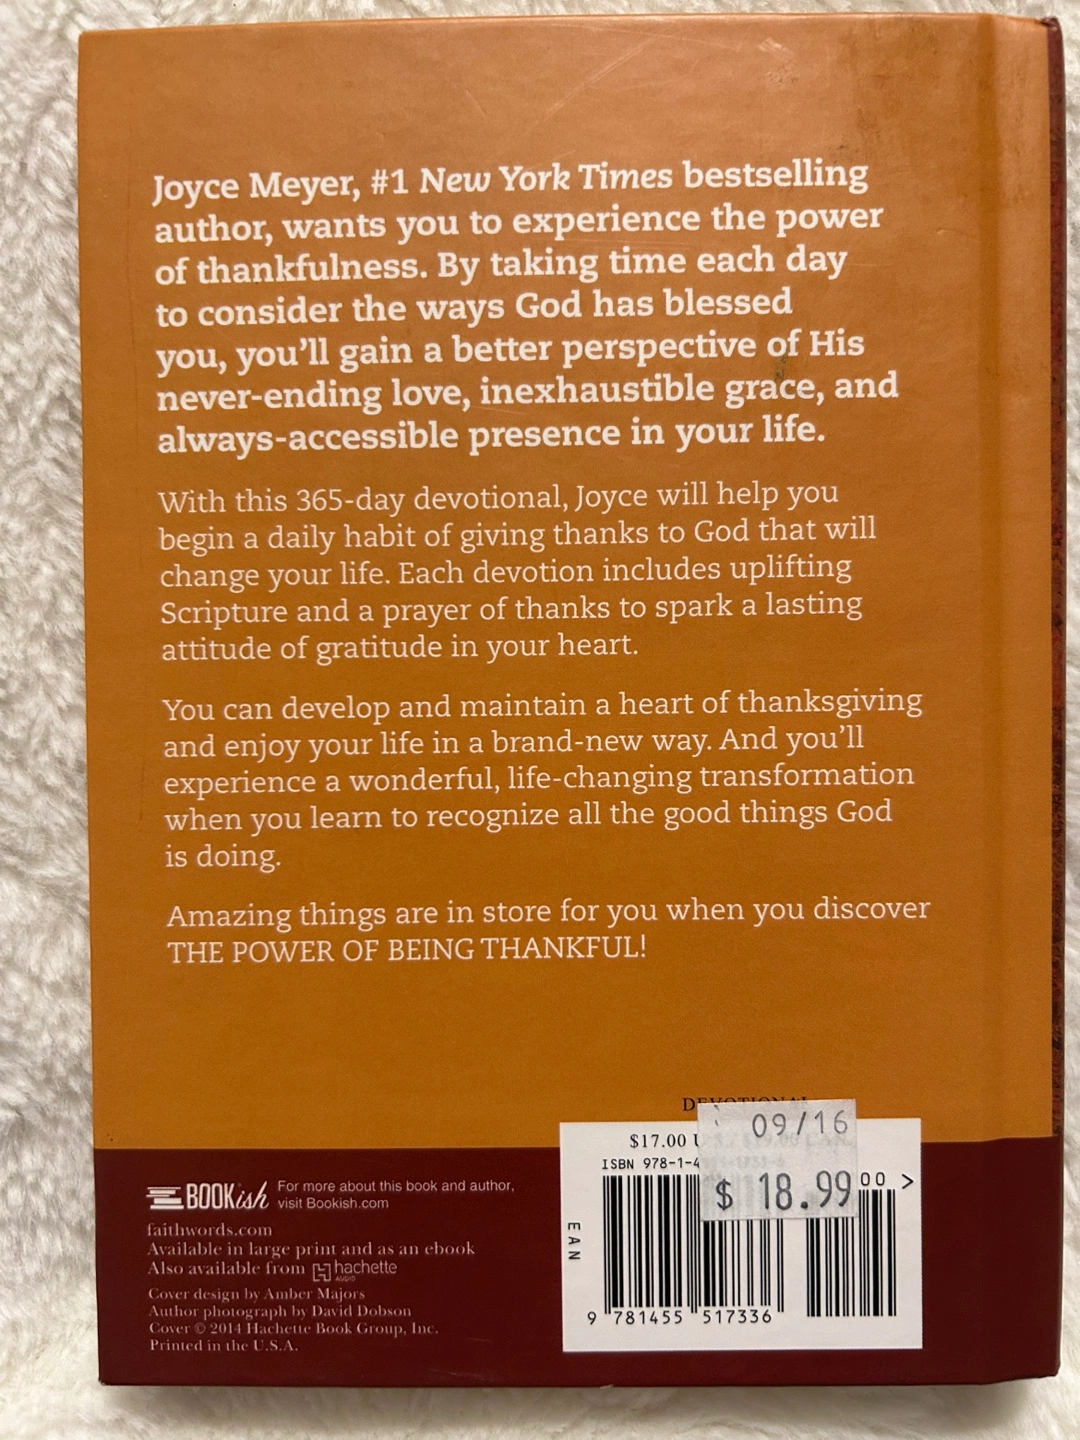 Joyce Meyer, #1 New York Times bestselling
author, wants you to experience the power
of thankfulness. By taking time each day
to consider the ways God has blessed
you, you'll gain a better perspective of His
never-ending love, inexhaustible grace, and
always-accessible presence in your life.
With this 365-day devotional, Joyce will help you
begin a daily habit of giving thanks to God that will
change your life. Each devotion includes uplifting
Scripture and a prayer of thanks to spark a lasting
attitude of gratitude in your heart.
You can develop and maintain a heart of thanksgiving
and enjoy your life in a brand-new way. And you'll
experience a wonderful, life-changing transformation
when you learn to recognize all the good things God
is doing.
Amazing things are in store for you when you discover
THE POWER OF BEING THANKFUL!
DEVOTIONAL
09/16
$ 18.99
$17.00
ISBN 978-1-4
00 >
EAN
9 781455 517336
BOOKish For more about this book and author,
visit Bookish.com
faithwords.com
Available in large print and as an ebook
Also available from hachette
AUDIO
Cover design by Amber Majors
Author photograph by David Dobson
Cover © 2014 Hachette Book Group, Inc.
Printed in the U.S.A.